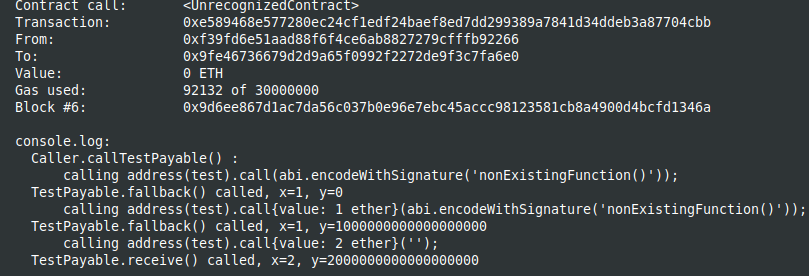 Contract call: <UnrecognizedContract>
Transaction: 0xe589468e577280ec24cf1edf24baef8ed7dd299389a7841d34ddeb3a87704cbb
From: 0xf39fd6e51aad88f6f4ce6ab8827279cfffb92266
To: 0x9fe46736679d2d9a65f0992f2272de9f3c7fa6e0
Value: 0 ETH
Gas used: 92132 of 30000000
Block #6: 0x9d6ee867d1ac7da56c037b0e96e7ebc45accc98123581cb8a4900d4bcfd1346a
console.log:
Caller.callTestPayable() :
calling address(test).call(abi.encodeWithSignature('nonExistingFunction()'));
TestPayable.fallback() called, x=1, y=0
calling address(test).call{value: 1 ether}(abi.encodeWithSignature('nonExistingFunction()'));
TestPayable.fallback() called, x=1, y=1000000000000000000
calling address(test).call{value: 2 ether}('');
TestPayable.receive() called, x=2, y=2000000000000000000